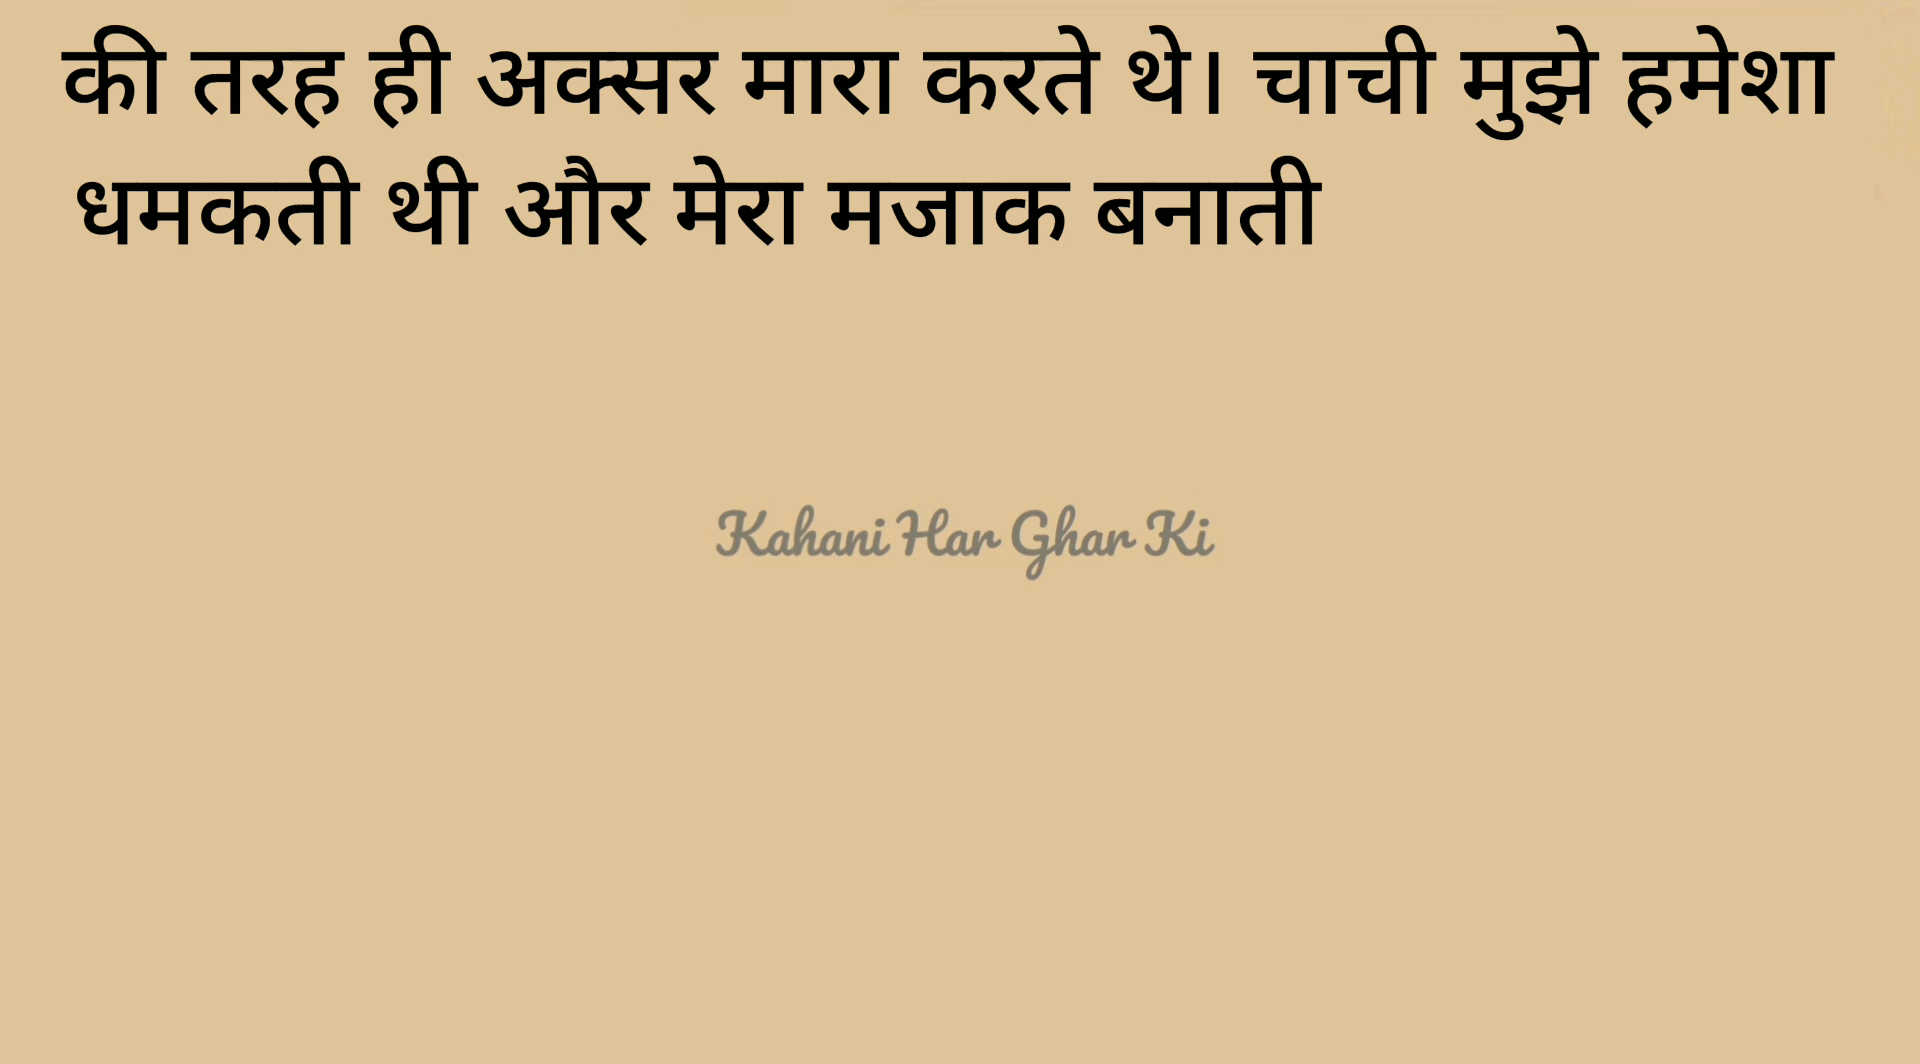 की तरह ही अक्सर मारा करते थे। चाची मुझे हमेशा
धमकती थी और मेरा मजाक बनाती
Kahani Har Ghar Ki